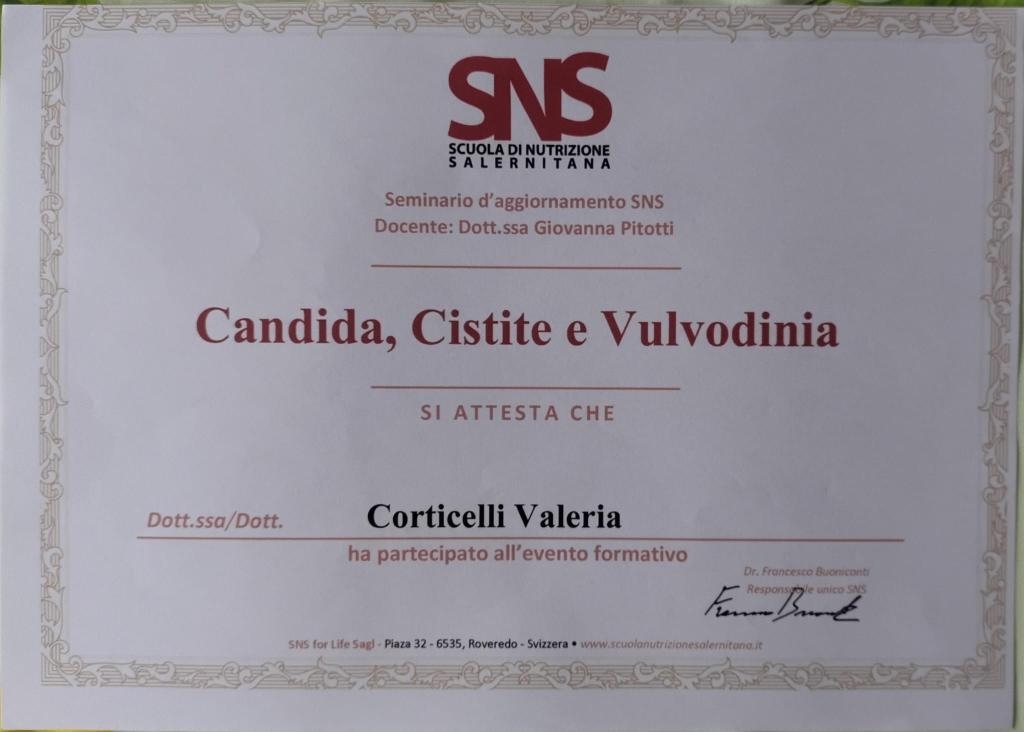 SNS
SCUOLA DI NUTRIZIONE
SALERNITANA
Seminario d'aggiornamento SNS
Docente: Dott.ssa Giovanna Pitotti
Candida, Cistite e Vulvodinia
SI ATTESTA CHE
Dott.ssa/Dott. Corticelli Valeria
ha partecipato all'evento formativo
Dr. Francesco Buoniconti
Responsabile unico SNS
SNS for Life Sagl - Piaza 32 - 6535, Roveredo - Svizzera • www.scuolanutrizionesalernitana.it